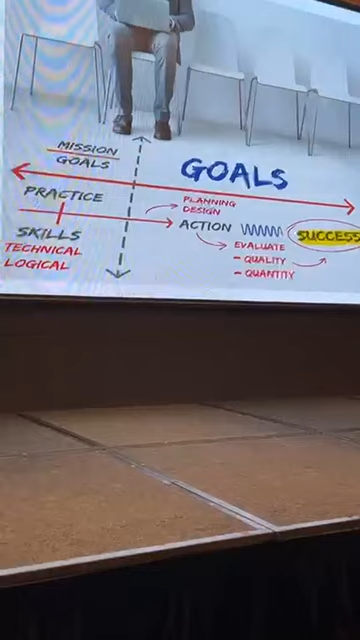 MISSION
GOALS
GOALS
PRACTICE
PLANNING
DESIGN
SKILLS
TECHNICAL
LOGICAL
ACTION
SUCCESS
EVALUATE
- QUALITY
- QUANTITY